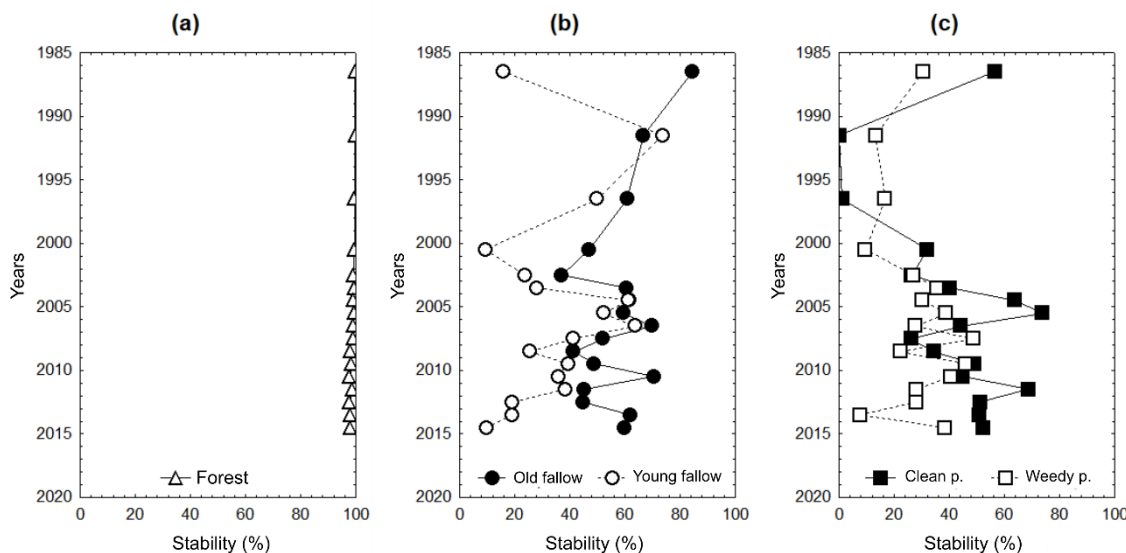 (a) (b) (c)
1985 1985 1985
1990 1990 1990
1995 1995 1995
2000 2000 2000
Years Years Years
2005 2005 2005
2010 2010 2010
2015 2015 2015
Forest Old fallow Young fallow Clean p. Weedy p.
2020 2020 2020
0 20 40 60 80 100 0 20 40 60 80 100 0 20 40 60 80 100
Stability (%) Stability (%) Stability (%)